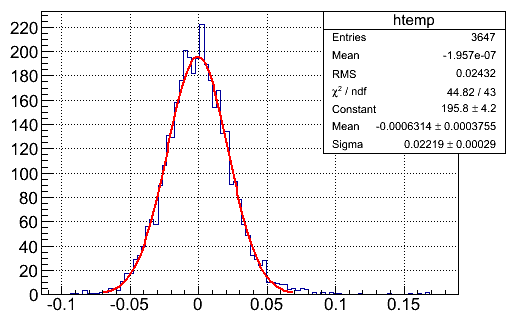 htemp
Entries 3647
Mean -1.957e-07
RMS 0.02432
χ² / ndf 44.82 / 43
Constant 195.8 ± 4.2
Mean -0.0006314 ± 0.0003755
Sigma 0.02219 ± 0.00029
220
200
180
160
140
120
100
80
60
40
20
0
-0.1 -0.05 0 0.05 0.1 0.15